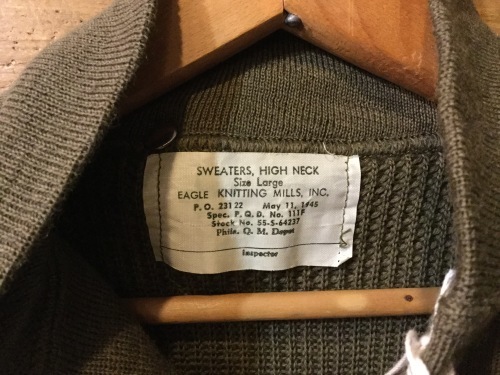 SWEATERS, HIGH NECK
Size Large
EAGLE KNITTING MILLS, INC.
P. O. 23122 May 11, 1945
Spec. P. Q. D. No. 111F
Stock No. 55-S-64237
Phila. Q. M. Depot
Inspector